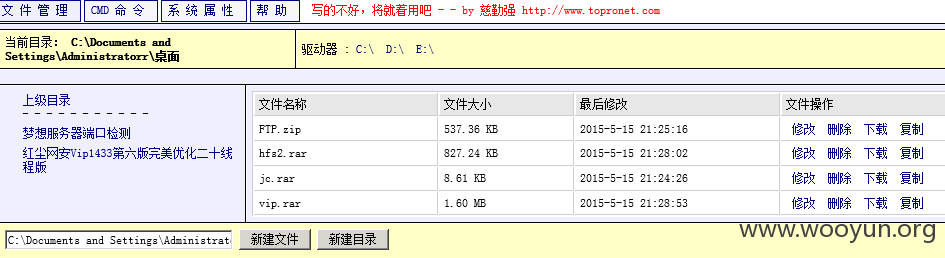 文件管理 CMD 命令 系统属性 帮助 写的不好，将就着用吧 - - by 慈勤强 http://www.topronet.com
当前目录: C:\Documents and
Settings\Administratorr\桌面
驱动器 : C:\ D:\ E:\
上级目录
- - - - - - - - - - -
梦想服务器端口检测
红尘网安Vip1433第六版完美优化二十线
程版
文件名称 文件大小 最后修改 文件操作
FTP.zip 537.36 KB 2015-5-15 21:25:16 修改 删除 下载 复制
hfs2.rar 827.24 KB 2015-5-15 21:28:02 修改 删除 下载 复制
jc.rar 8.61 KB 2015-5-15 21:24:26 修改 删除 下载 复制
vip.rar 1.60 MB 2015-5-15 21:28:53 修改 删除 下载 复制
C:\Documents and Settings\Administrat 新建文件 新建目录
www.wooyun.org